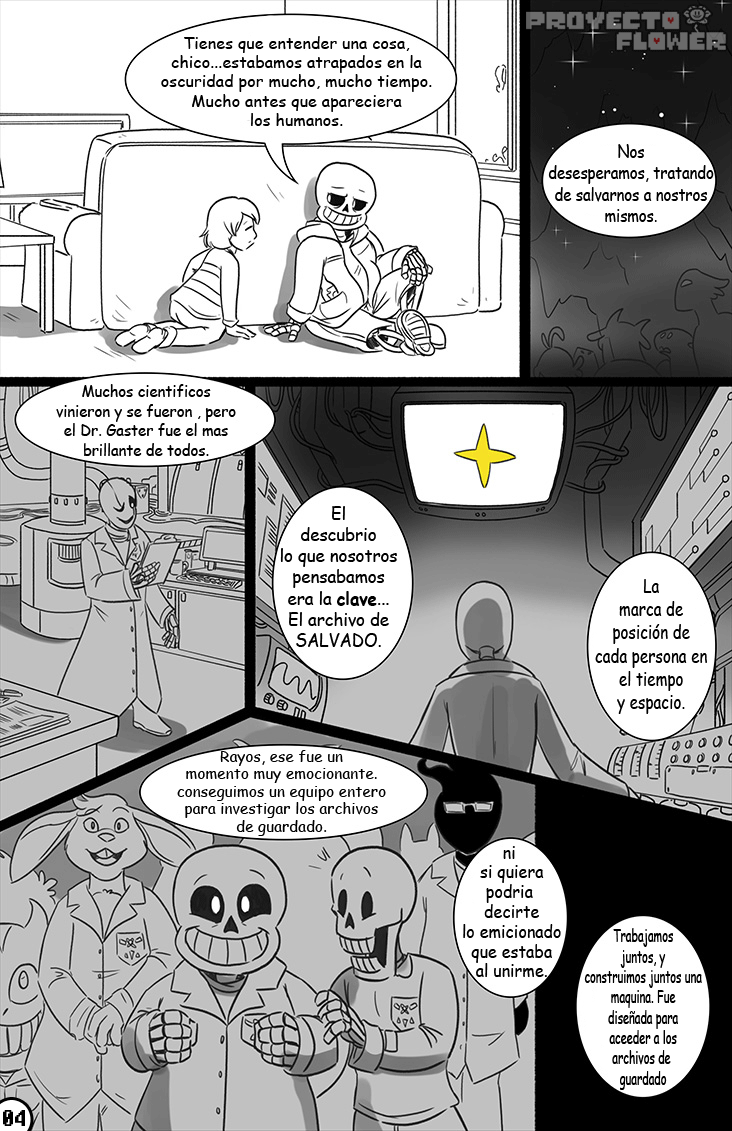 PROYECTO
FLOWER
Tienes que entender una cosa,
chico...estabamos atrapados en la
oscuridad por mucho, mucho tiempo.
Mucho antes que apareciera
los humanos.
Nos
desesperamos, tratando
de salvarnos a nostros
mismos.
Muchos cientificos
vinieron y se fueron , pero
el Dr. Gaster fue el mas
brillante de todos.
El
descubrio
lo que nosotros
pensabamos
era la clave...
El archivo de
SALVADO.
La
marca de
posición de
cada persona en
el tiempo
y espacio.
Rayos, ese fue un
momento muy emocionante.
conseguimos un equipo entero
para investigar los archivos
de guardado.
ni
si quiera
podria
decirte
lo emicionado
que estaba
al unirme.
Trabajamos
juntos, y
construimos juntos una
maquina. Fue
diseñada para
aceeder a los
archivos de
guardado
04